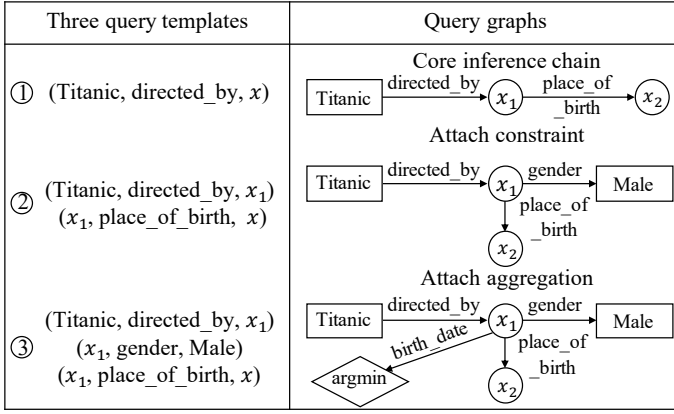 Three query templates
Query graphs
① (Titanic, directed_by, x)
② (Titanic, directed_by, x₁)
(x₁, place_of_birth, x)
③ (Titanic, directed_by, x₁)
(x₁, gender, Male)
(x₁, place_of_birth, x)
Core inference chain
Titanic directed_by x₁ place_of x₂
_birth
Attach constraint
Titanic directed_by x₁ gender Male
place_of
_birth
x₂
Attach aggregation
Titanic directed_by x₁ gender Male
birth_date place_of
_birth
argmin x₂